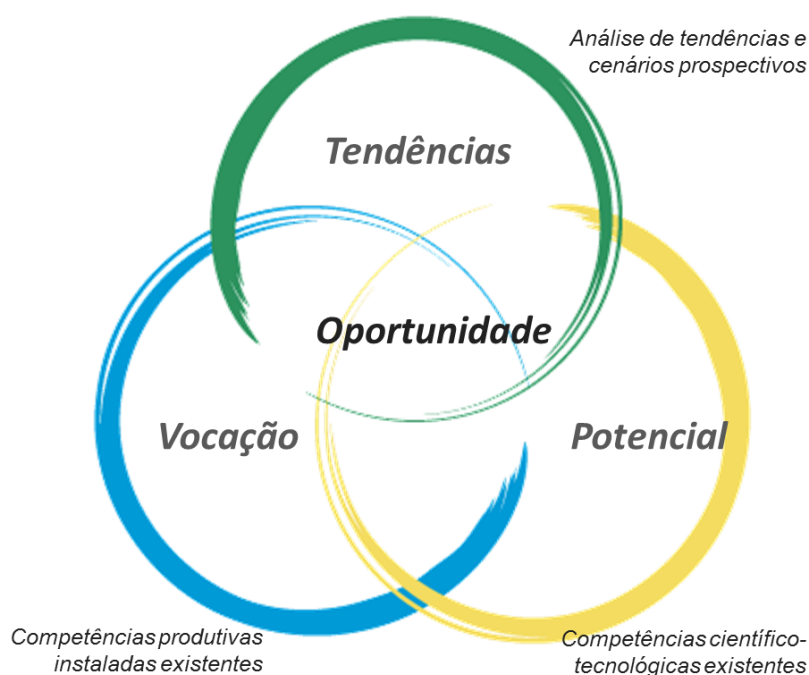 Análise de tendências e
cenários prospectivos
Tendências
Oportunidade
Vocação
Potencial
Competências produtivas
instaladas existentes
Competências científico-
tecnológicas existentes